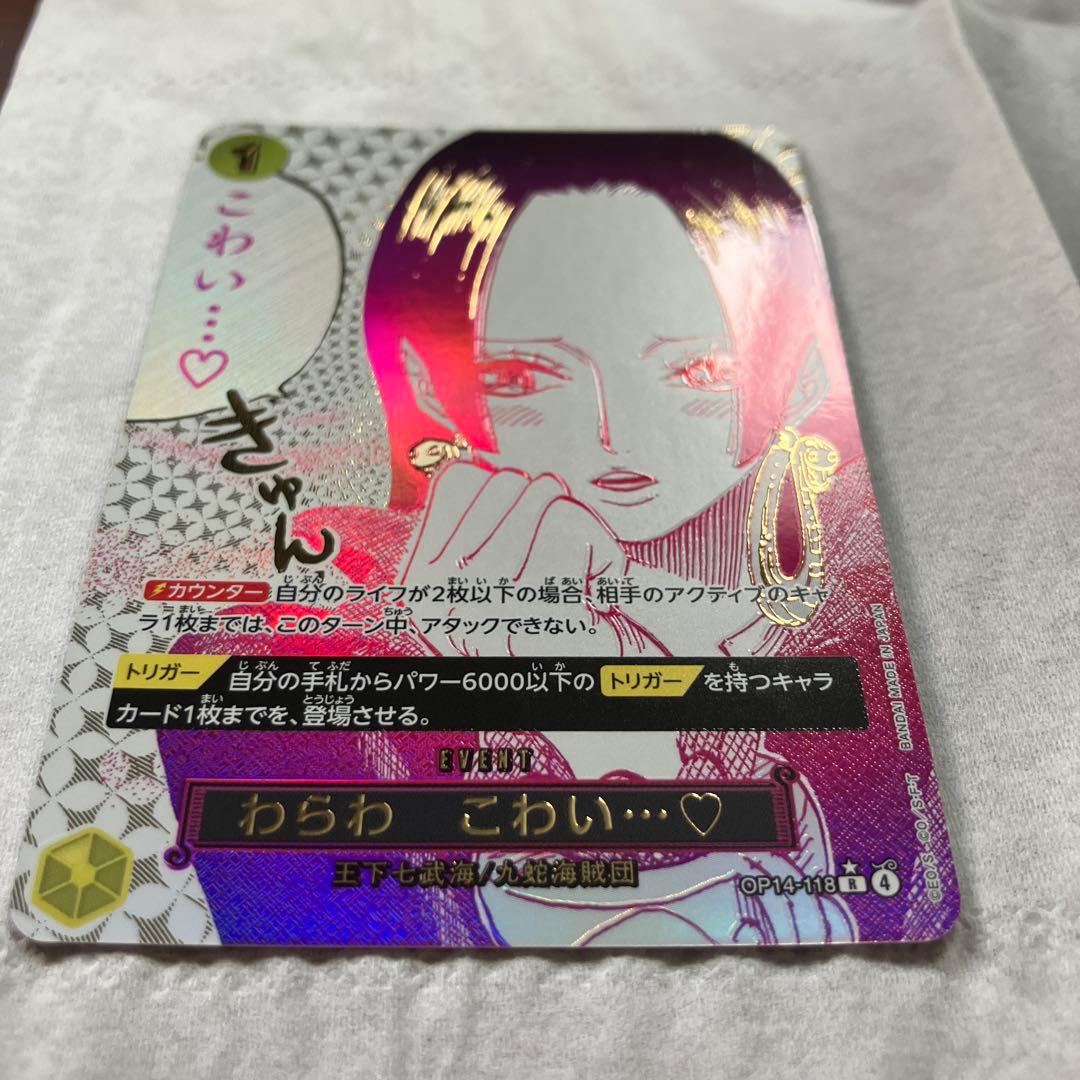 1
こわい…♡
きゅん
カウンター 自分のライフが2枚以下の場合、相手のアクティブのキャ
ラ1枚までは、このターン中、アタックできない。
トリガー 自分の手札からパワー6000以下の トリガー を持つキャラ
カード1枚までを、登場させる。
EVENT
わらわ こわい…♡
王下七武海/九蛇海賊団
OP14-118 R 4
BANDAI MADE IN JAPAN
©EO/S・©O/S・F・T